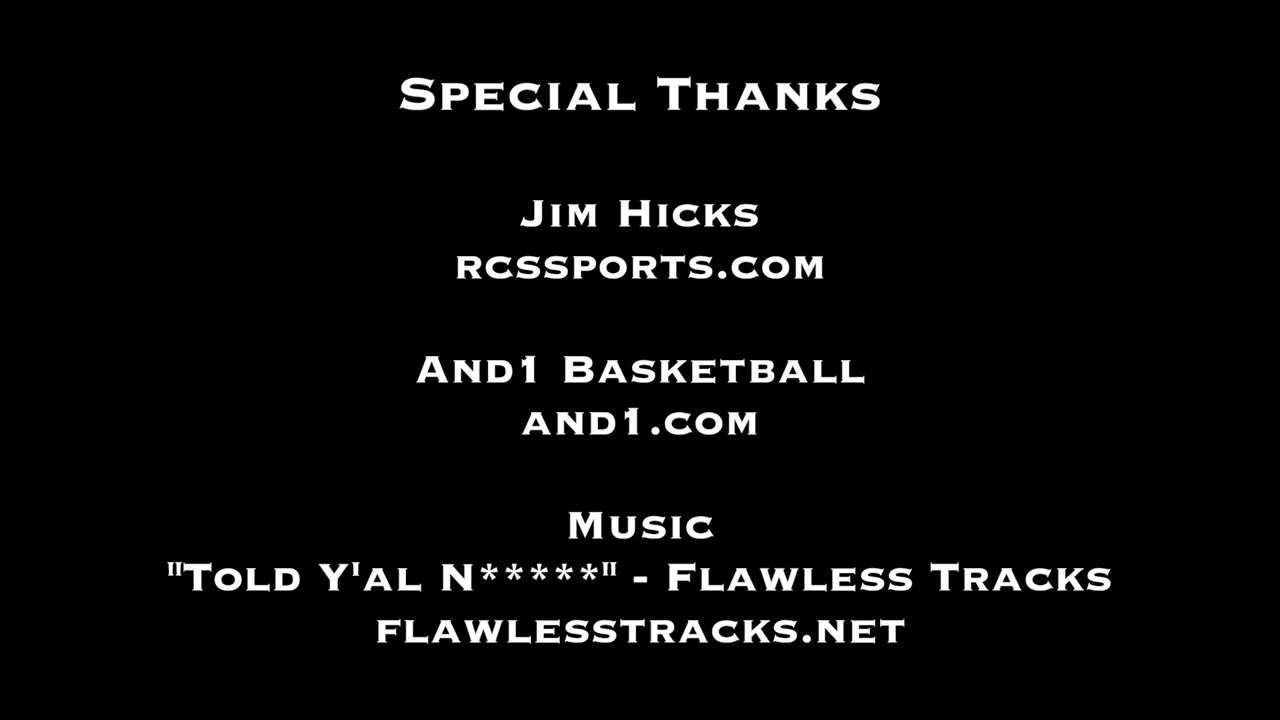 Special Thanks
Jim Hicks
rcssports.com
And1 Basketball
and1.com
Music
"Told Y'al N*****" - Flawless Tracks
flawlesstracks.net